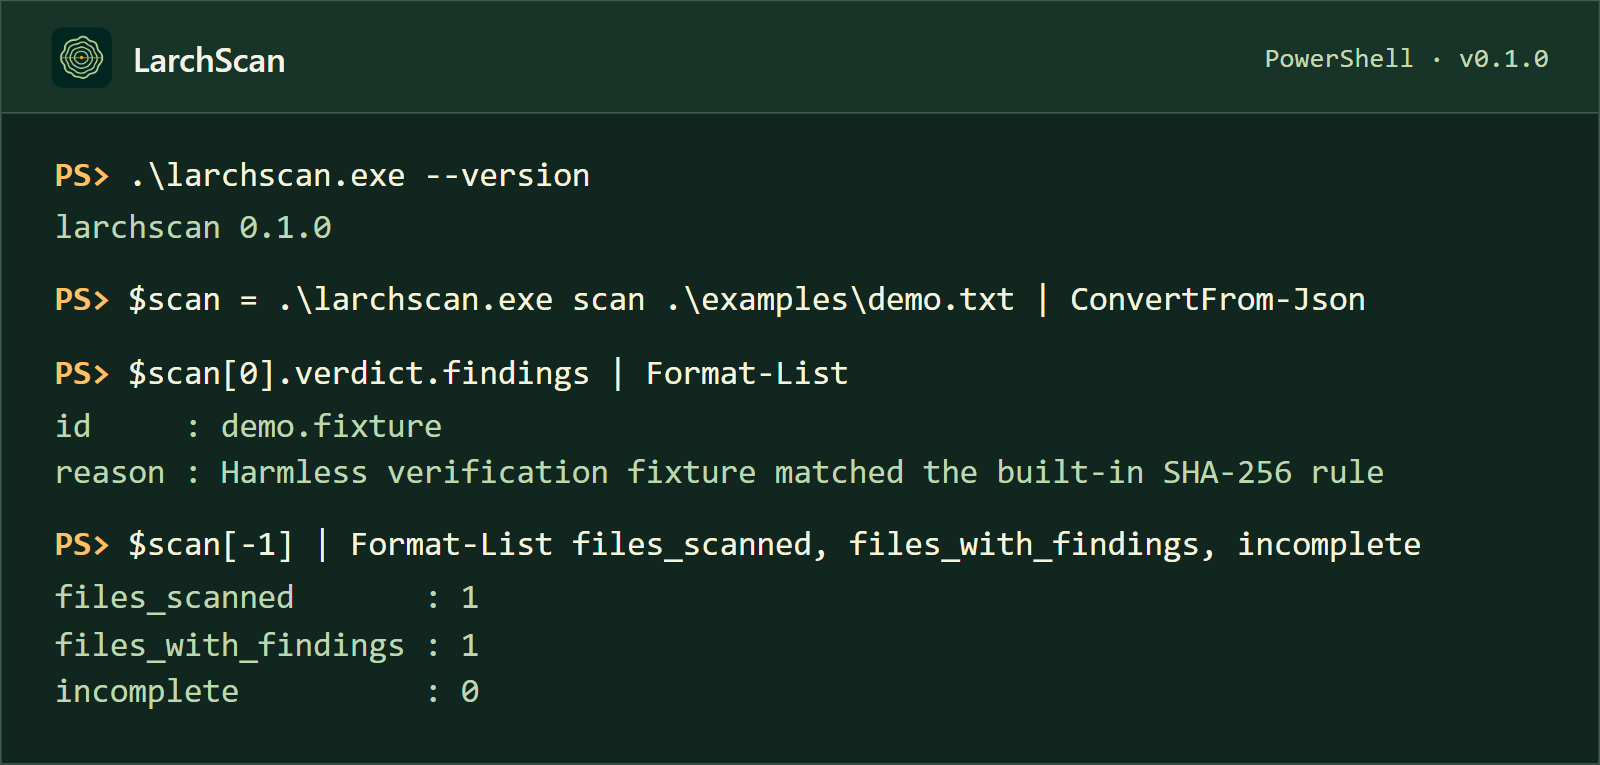 LarchScan
PowerShell · v0.1.0
PS> .\larchscan.exe --version
larchscan 0.1.0
PS> $scan = .\larchscan.exe scan .\examples\demo.txt | ConvertFrom-Json
PS> $scan[0].verdict.findings | Format-List
id     : demo.fixture
reason : Harmless verification fixture matched the built-in SHA-256 rule
PS> $scan[-1] | Format-List files_scanned, files_with_findings, incomplete
files_scanned       : 1
files_with_findings : 1
incomplete          : 0